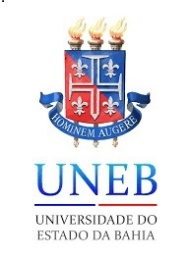 HOMINEM AUGERE
UNEB
UNIVERSIDADE DO
ESTADO DA BAHIA